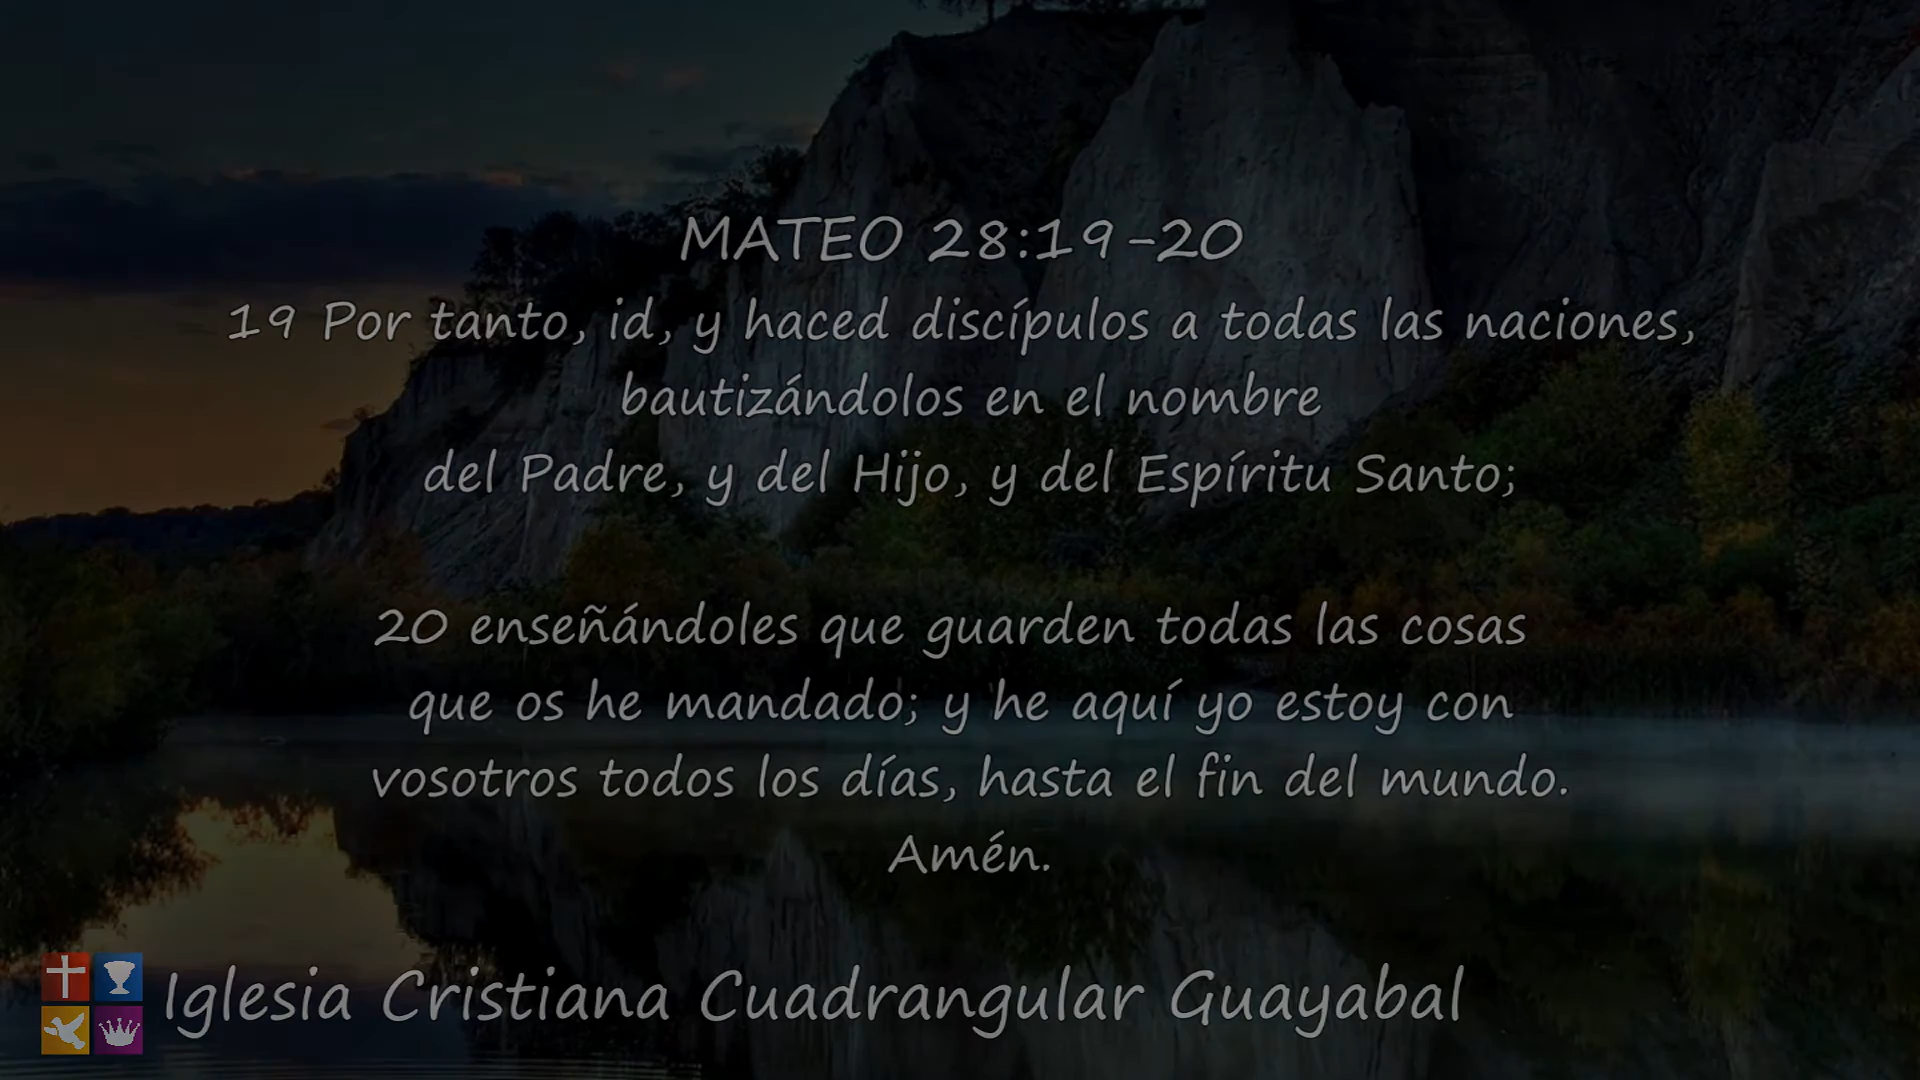 MATEO 28:19-20
19 Por tanto, id, y haced discípulos a todas las naciones,
bautizándolos en el nombre
del Padre, y del Hijo, y del Espíritu Santo;
20 enseñándoles que guarden todas las cosas
que os he mandado; y he aquí yo estoy con
vosotros todos los días, hasta el fin del mundo.
Amén.
Iglesia Cristiana Cuadrangular Guayabal